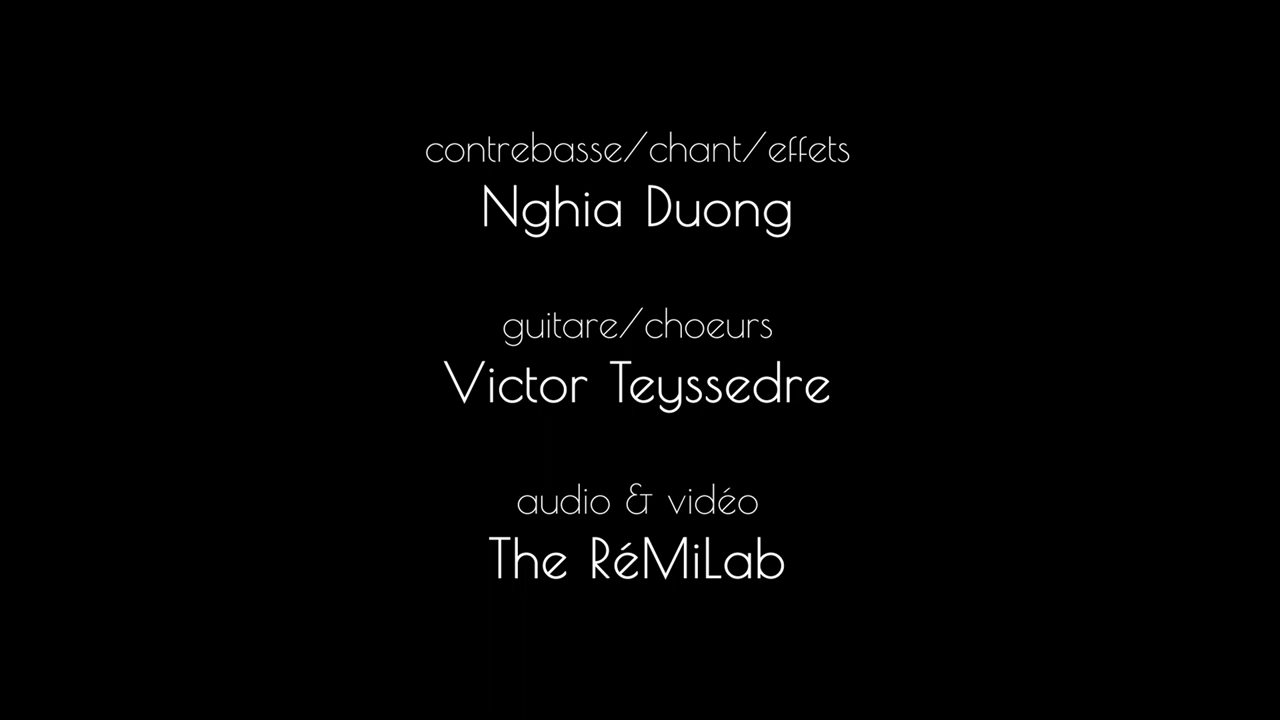 contrebasse/chant/effets
Nghia Duong
guitare/choeurs
Victor Teyssedre
audio & vidéo
The RéMiLab